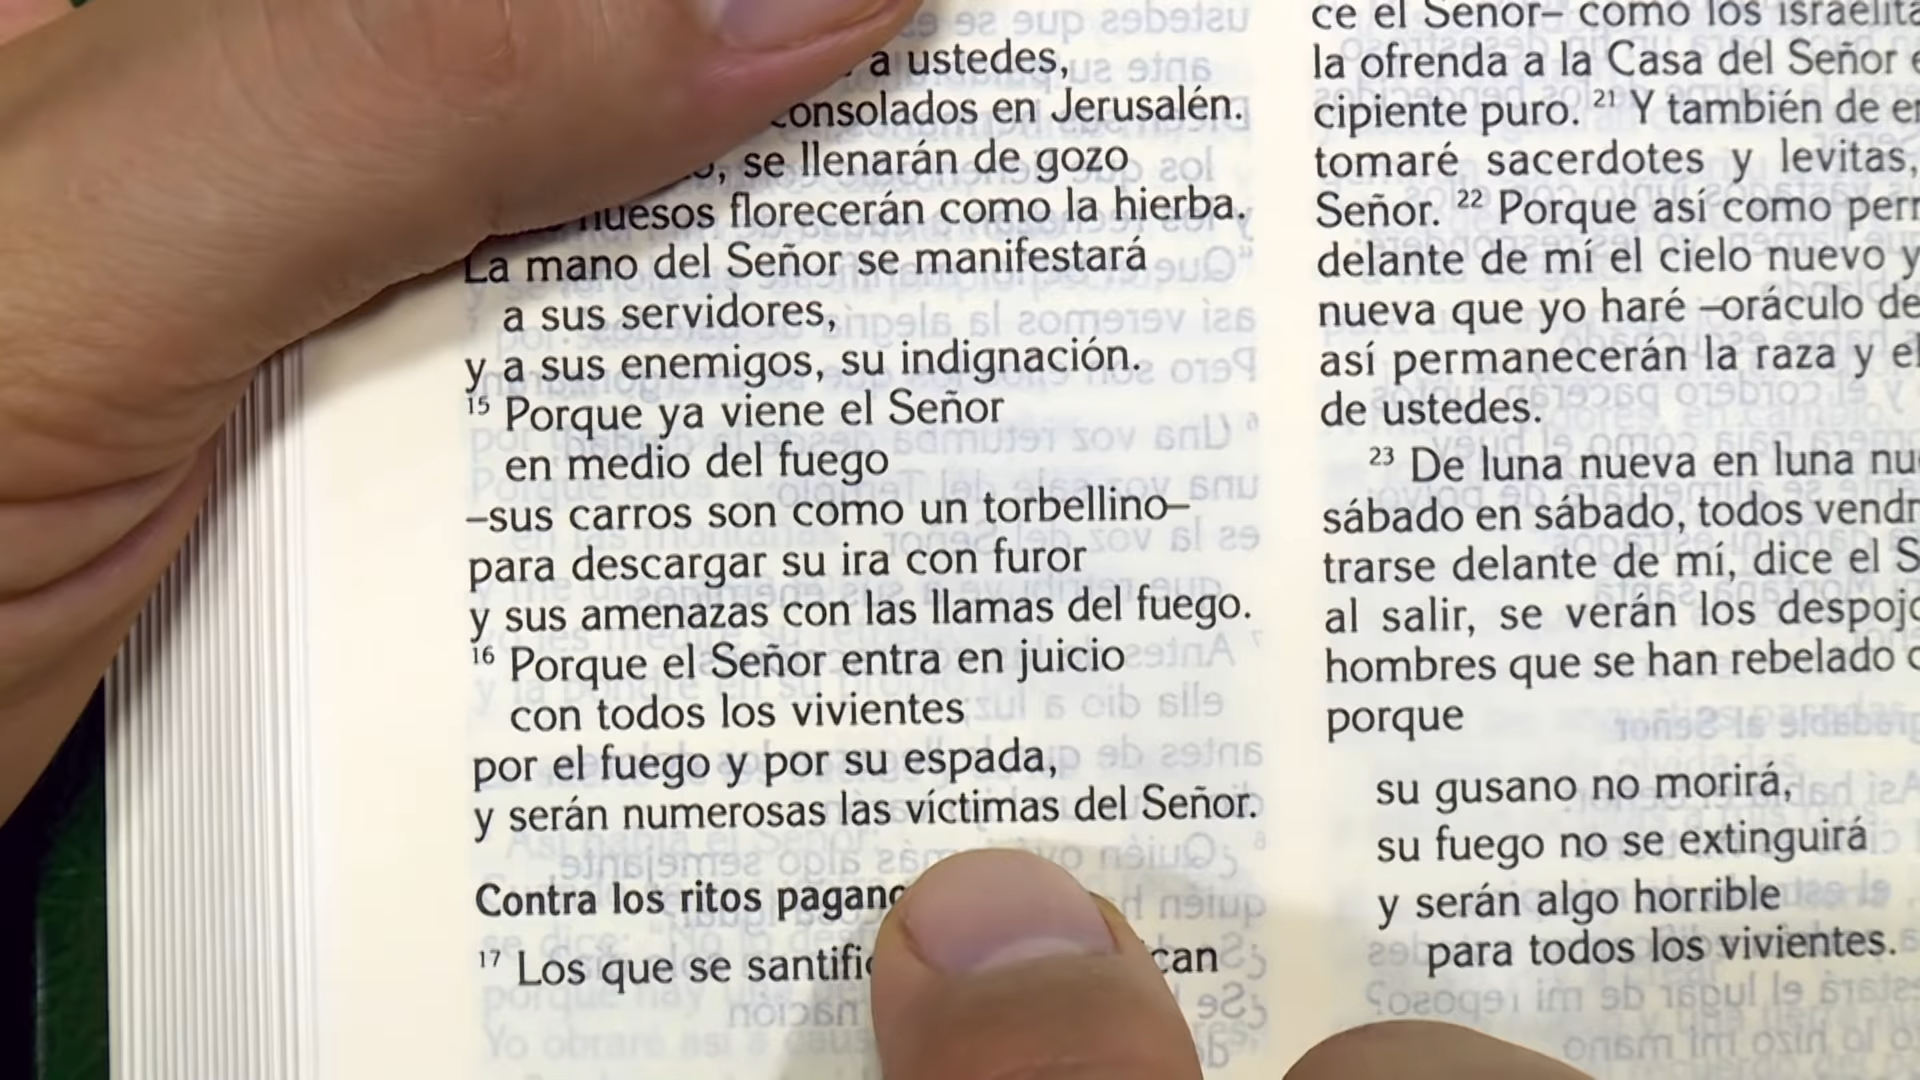 a ustedes,
consolados en Jerusalén.
se llenarán de gozo
huesos florecerán como la hierba.
La mano del Señor se manifestará
a sus servidores,
y a sus enemigos, su indignación.
15 Porque ya viene el Señor
en medio del fuego
–sus carros son como un torbellino–
para descargar su ira con furor
y sus amenazas con las llamas del fuego.
16 Porque el Señor entra en juicio
con todos los vivientes
por el fuego y por su espada,
y serán numerosas las víctimas del Señor.
Contra los ritos pagano
17 Los que se santific can
ce el Señor– como los israelita
la ofrenda a la Casa del Señor e
cipiente puro. 21 Y también de e
tomaré sacerdotes y levitas,
Señor. 22 Porque así como per
delante de mí el cielo nuevo y
nueva que yo haré –oráculo de
así permanecerán la raza y el
de ustedes.
23 De luna nueva en luna nu
sábado en sábado, todos vendr
trarse delante de mí, dice el S
al salir, se verán los despojo
hombres que se han rebelado c
porque
su gusano no morirá,
su fuego no se extinguirá
y serán algo horrible
para todos los vivientes.